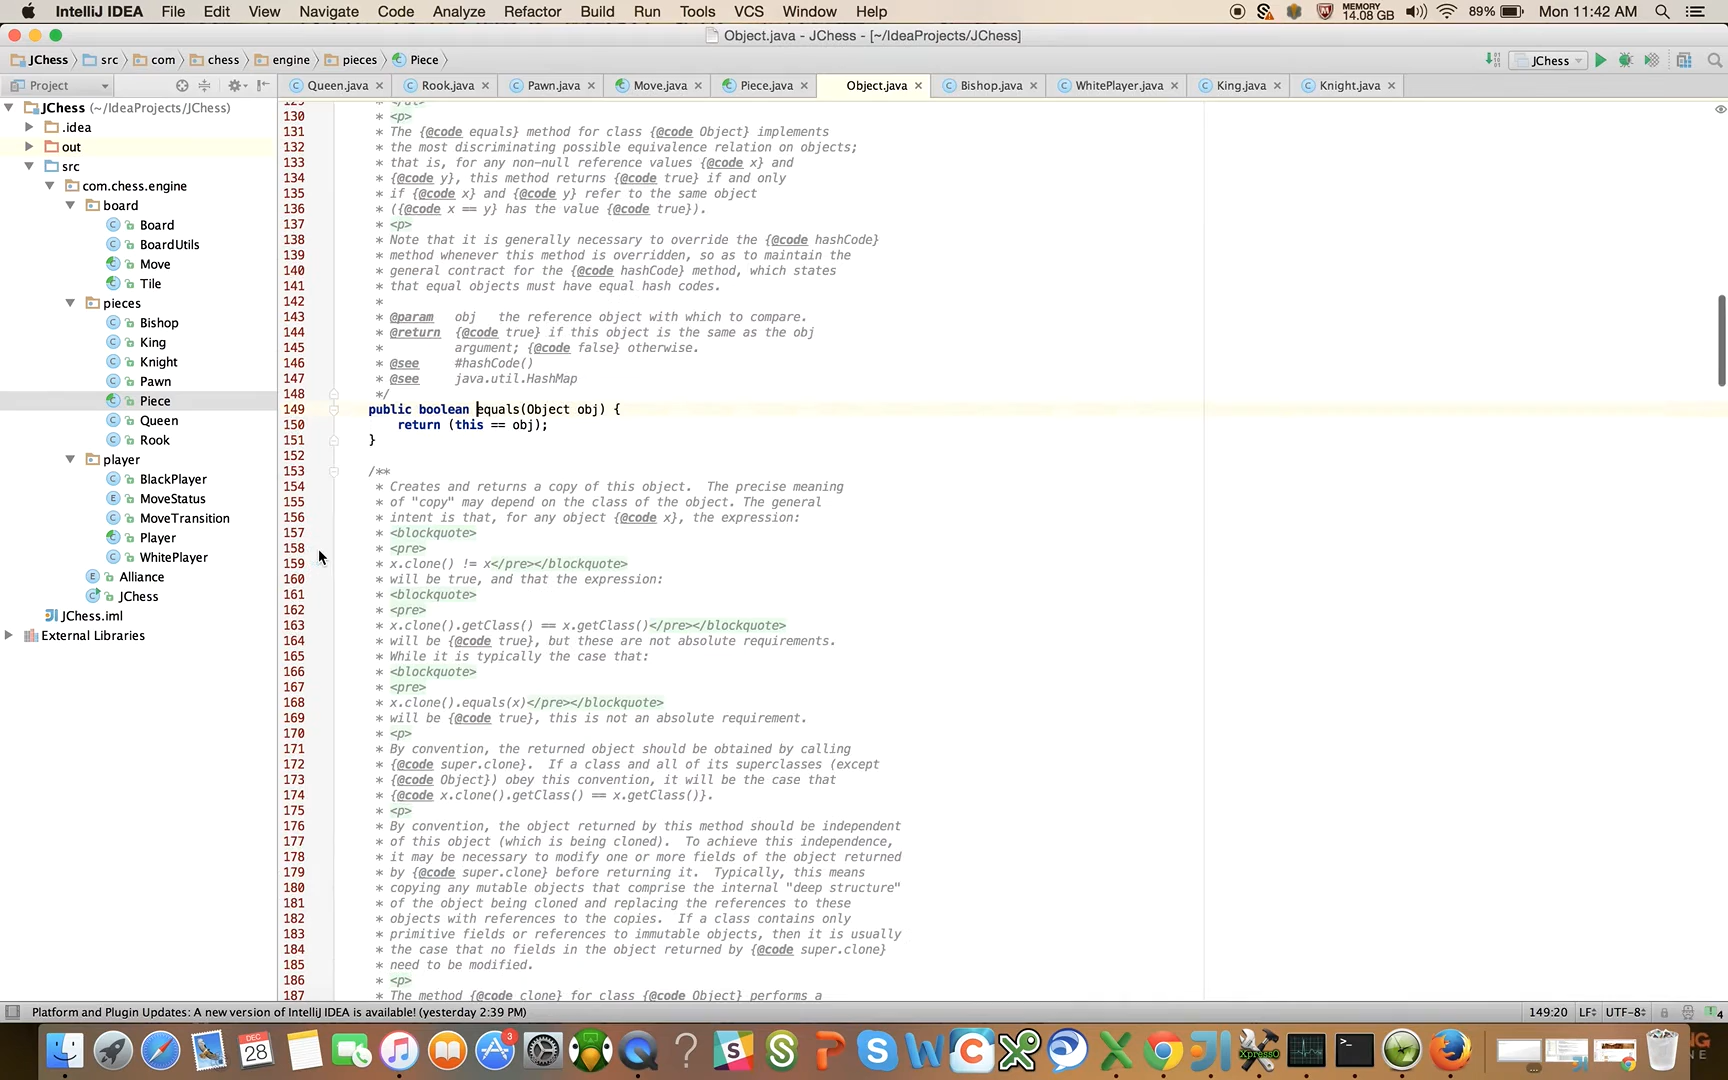 IntelliJ IDEA File Edit View Navigate Code Analyze Refactor Build Run Tools VCS Window Help MEMORY 14.08 GB 89% Mon 11:42 AM
Object.java - JChess - [~/IdeaProjects/JChess]
JChess src com chess engine pieces Piece JChess
Project Queen.java Rook.java Pawn.java Move.java Piece.java Object.java Bishop.java WhitePlayer.java King.java Knight.java
JChess (~/IdeaProjects/JChess)
.idea
out
src
com.chess.engine
board
Board
BoardUtils
Move
Tile
pieces
Bishop
King
Knight
Pawn
Piece
Queen
Rook
player
BlackPlayer
MoveStatus
MoveTransition
Player
WhitePlayer
Alliance
JChess
JChess.iml
External Libraries
129 * </ul>
130 * <p>
131 * The {@code equals} method for class {@code Object} implements
132 * the most discriminating possible equivalence relation on objects;
133 * that is, for any non-null reference values {@code x} and
134 * {@code y}, this method returns {@code true} if and only
135 * if {@code x} and {@code y} refer to the same object
136 * ({@code x == y} has the value {@code true}).
137 * <p>
138 * Note that it is generally necessary to override the {@code hashCode}
139 * method whenever this method is overridden, so as to maintain the
140 * general contract for the {@code hashCode} method, which states
141 * that equal objects must have equal hash codes.
142 *
143 * @param obj the reference object with which to compare.
144 * @return {@code true} if this object is the same as the obj
145 * argument; {@code false} otherwise.
146 * @see #hashCode()
147 * @see java.util.HashMap
148 */
149 public boolean equals(Object obj) {
150 return (this == obj);
151 }
152
153 /**
154 * Creates and returns a copy of this object. The precise meaning
155 * of "copy" may depend on the class of the object. The general
156 * intent is that, for any object {@code x}, the expression:
157 * <blockquote>
158 * <pre>
159 * x.clone() != x</pre></blockquote>
160 * will be true, and that the expression:
161 * <blockquote>
162 * <pre>
163 * x.clone().getClass() == x.getClass()</pre></blockquote>
164 * will be {@code true}, but these are not absolute requirements.
165 * While it is typically the case that:
166 * <blockquote>
167 * <pre>
168 * x.clone().equals(x)</pre></blockquote>
169 * will be {@code true}, this is not an absolute requirement.
170 * <p>
171 * By convention, the returned object should be obtained by calling
172 * {@code super.clone}. If a class and all of its superclasses (except
173 * {@code Object}) obey this convention, it will be the case that
174 * {@code x.clone().getClass() == x.getClass()}.
175 * <p>
176 * By convention, the object returned by this method should be independent
177 * of this object (which is being cloned). To achieve this independence,
178 * it may be necessary to modify one or more fields of the object returned
179 * by {@code super.clone} before returning it. Typically, this means
180 * copying any mutable objects that comprise the internal "deep structure"
181 * of the object being cloned and replacing the references to these
182 * objects with references to the copies. If a class contains only
183 * primitive fields or references to immutable objects, then it is usually
184 * the case that no fields in the object returned by {@code super.clone}
185 * need to be modified.
186 * <p>
187 * The method {@code clone} for class {@code Object} performs a
Platform and Plugin Updates: A new version of IntelliJ IDEA is available! (yesterday 2:39 PM) 149:20 LF UTF-8 4
DEC 28 3